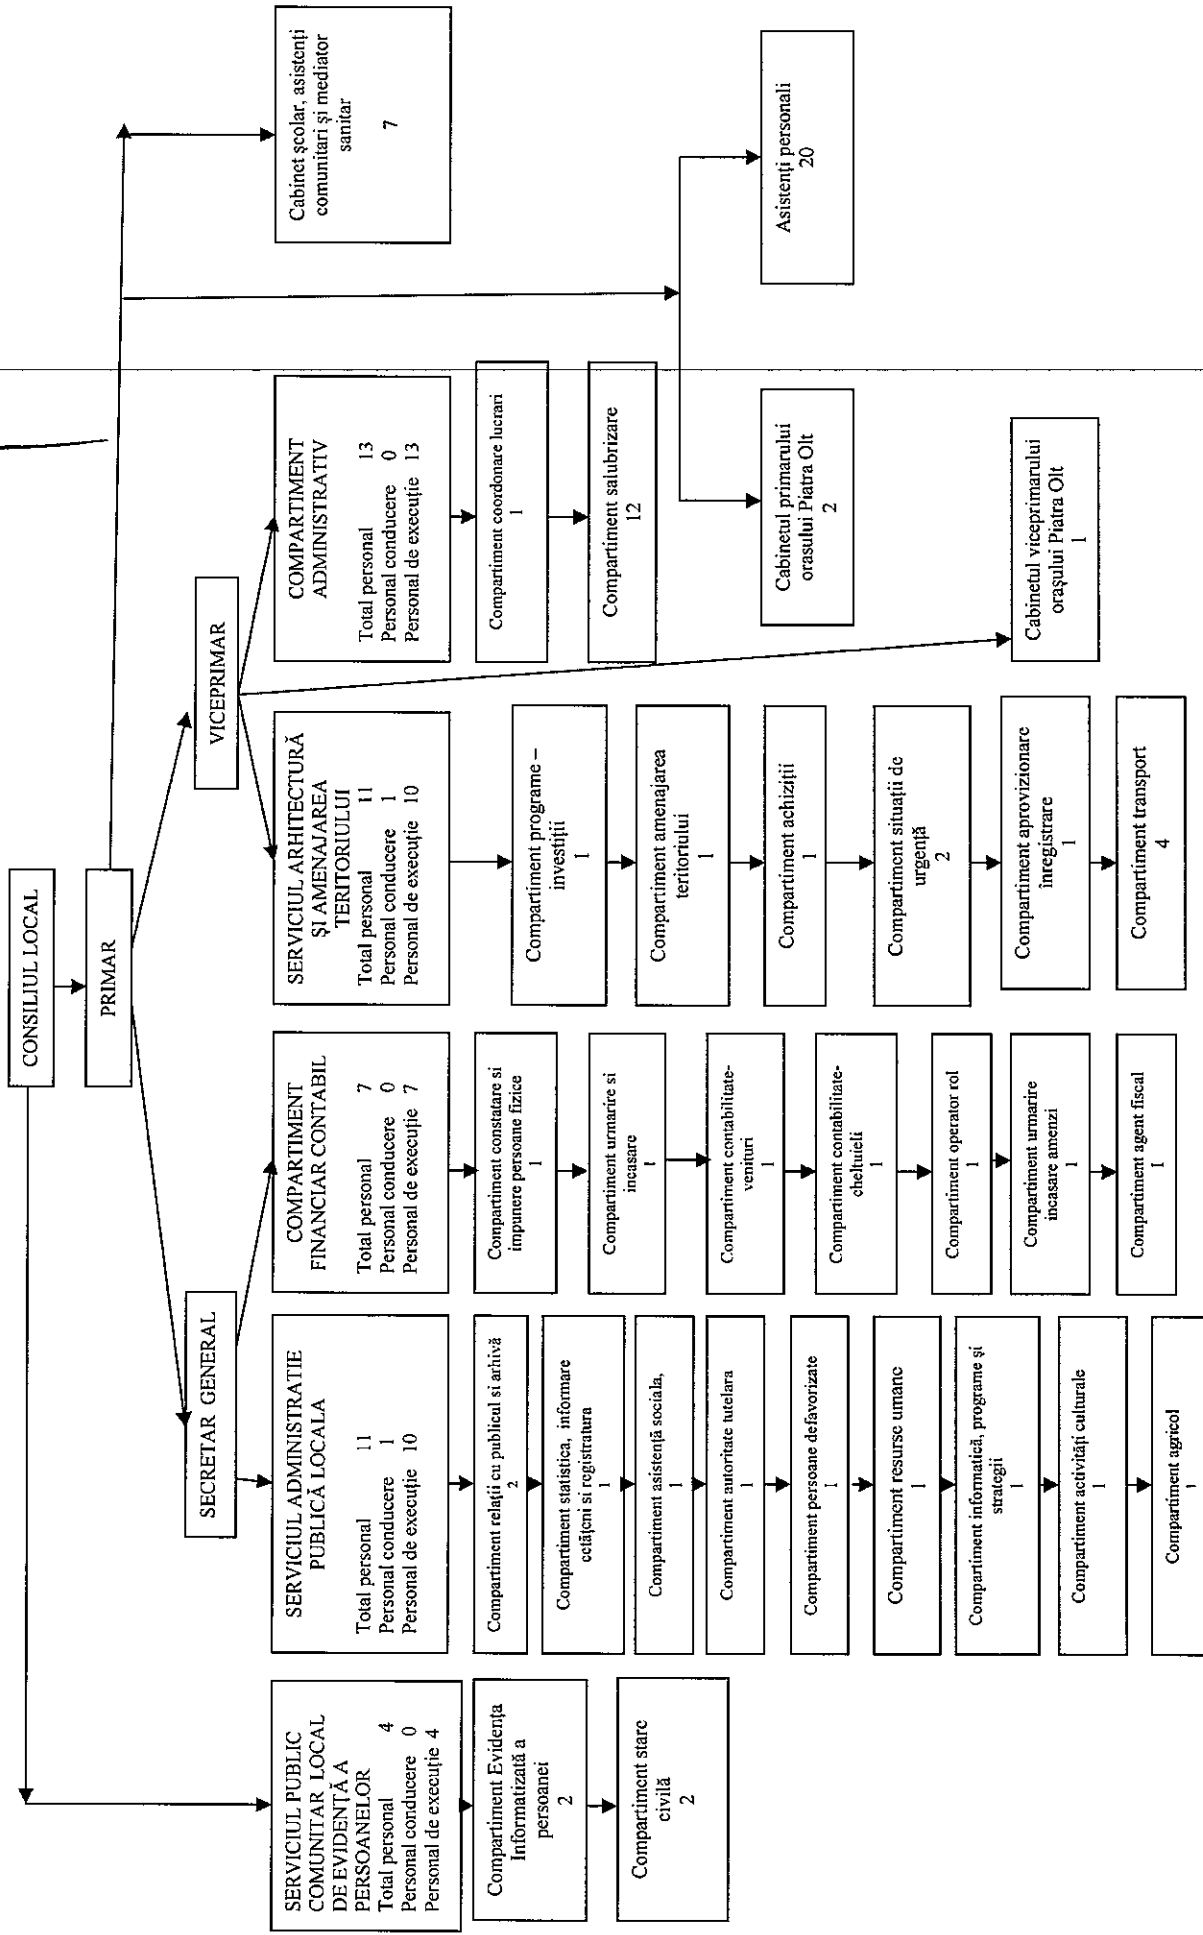 CONSILIUL LOCAL
PRIMAR
SECRETAR GENERAL
VICEPRIMAR
SERVICIUL PUBLIC
COMUNITAR LOCAL
DE EVIDENȚĂ A
PERSOANELOR
Total personal 4
Personal conducere 0
Personal de execuție 4
Compartiment Evidența
Informatizată a
persoanei
2
Compartiment stare
civilă
2
SERVICIUL ADMINISTRATIE
PUBLICĂ LOCALA
Total personal 11
Personal conducere 1
Personal de execuție 10
Compartiment relații cu publicul si arhivă
2
Compartiment statistica, informare
cetățeni si registratura
1
Compartiment asistență sociala,
1
Compartiment autoritate tutelara
1
Compartiment persoane defavorizate
1
Compartiment resurse umane
1
Compartiment informatică, programe și
strategii
1
Compartiment activități culturale
1
Compartiment agricol
1
COMPARTIMENT
FINANCIAR CONTABIL
Total personal 7
Personal conducere 0
Personal de execuție 7
Compartiment constatare si
impunere persoane fizice
1
Compartiment urmarire si
incasare
1
Compartiment contabilitate-
venituri
1
Compartiment contabilitate-
cheltuieli
1
Compartiment operator rol
1
Compartiment urmarire
incasare amenzi
1
Compartiment agent fiscal
1
SERVICIUL ARHITECTURĂ
ȘI AMENAJAREA
TERITORIULUI
Total personal 11
Personal conducere 1
Personal de execuție 10
Compartiment programe –
investiții
1
Compartiment amenajarea
teritoriului
1
Compartiment achiziții
1
Compartiment situații de
urgență
2
Compartiment aprovizionare
înregistrare
1
Compartiment transport
4
COMPARTIMENT
ADMINISTRATIV
Total personal 13
Personal conducere 0
Personal de execuție 13
Compartiment coordonare lucrari
1
Compartiment salubrizare
12
Cabinetul primarului
orasului Piatra Olt
2
Cabinetul viceprimarului
orașului Piatra Olt
1
Cabinet școlar, asistenți
comunitari și mediator
sanitar
7
Asistenți personali
20